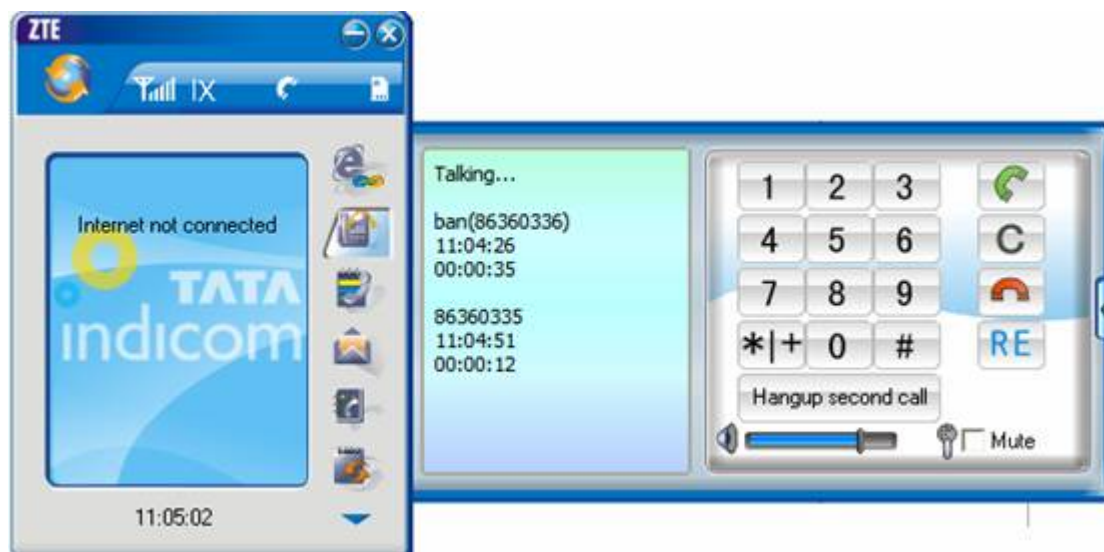 ZTE
IX
Internet not connected
TATA
indicom
11:05:02
Talking...
ban(86360336)
11:04:26
00:00:35
86360335
11:04:51
00:00:12
1 2 3
4 5 6 C
7 8 9
*|+ 0 # RE
Hangup second call
Mute